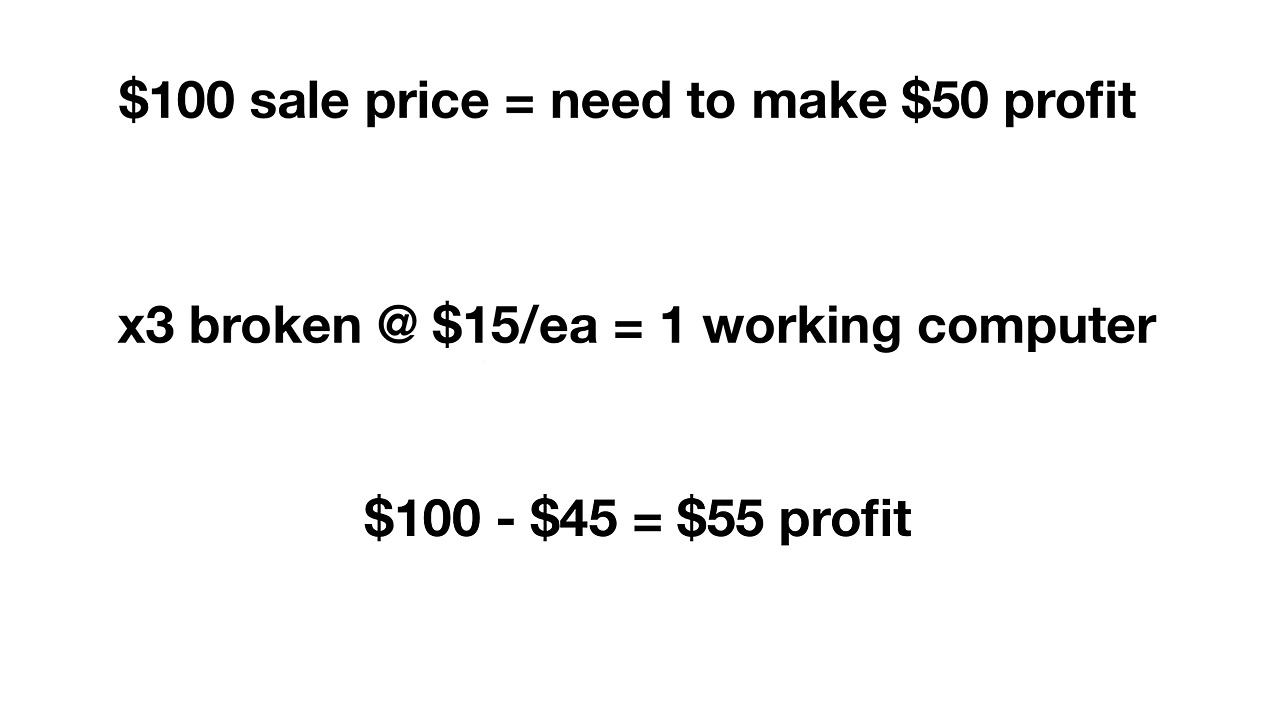 $100 sale price = need to make $50 profit
x3 broken @ $15/ea = 1 working computer
$100 - $45 = $55 profit